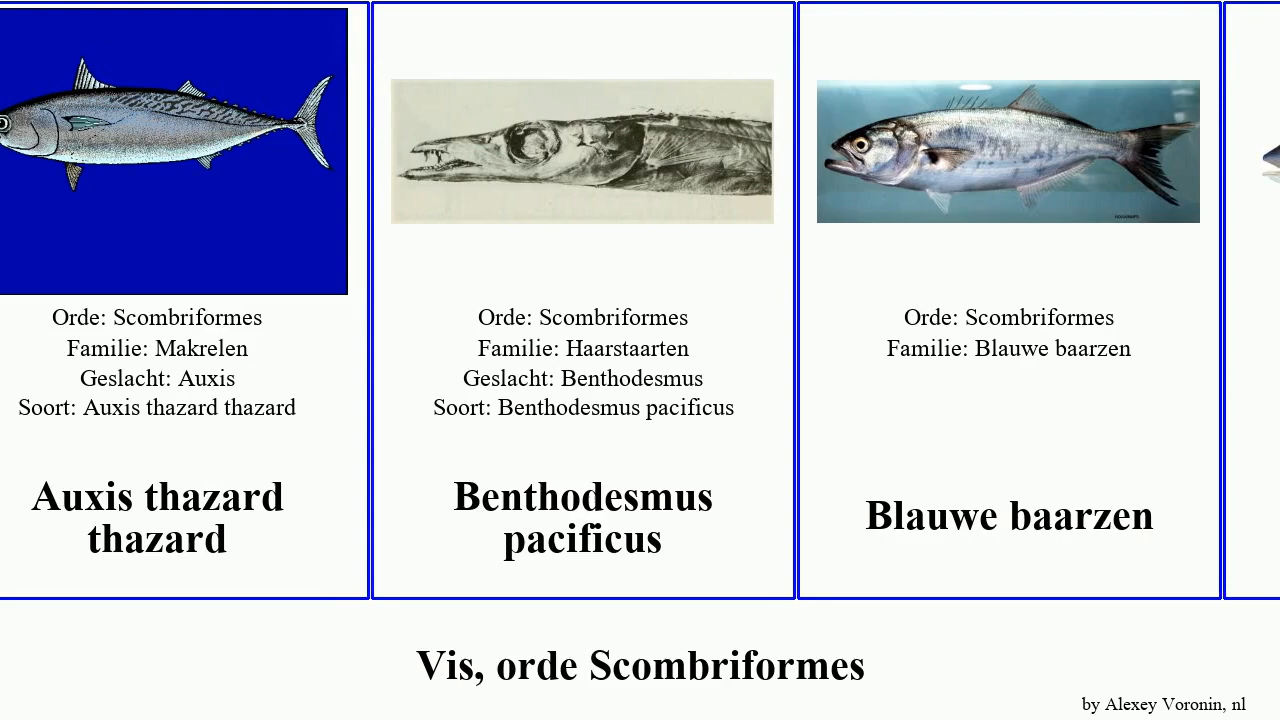 Orde: Scombriformes
Familie: Makrelen
Geslacht: Auxis
Soort: Auxis thazard thazard
Auxis thazard
thazard
Orde: Scombriformes
Familie: Haarstaarten
Geslacht: Benthodesmus
Soort: Benthodesmus pacificus
Benthodesmus
pacificus
Orde: Scombriformes
Familie: Blauwe baarzen
Blauwe baarzen
Vis, orde Scombriformes
by Alexey Voronin, nl